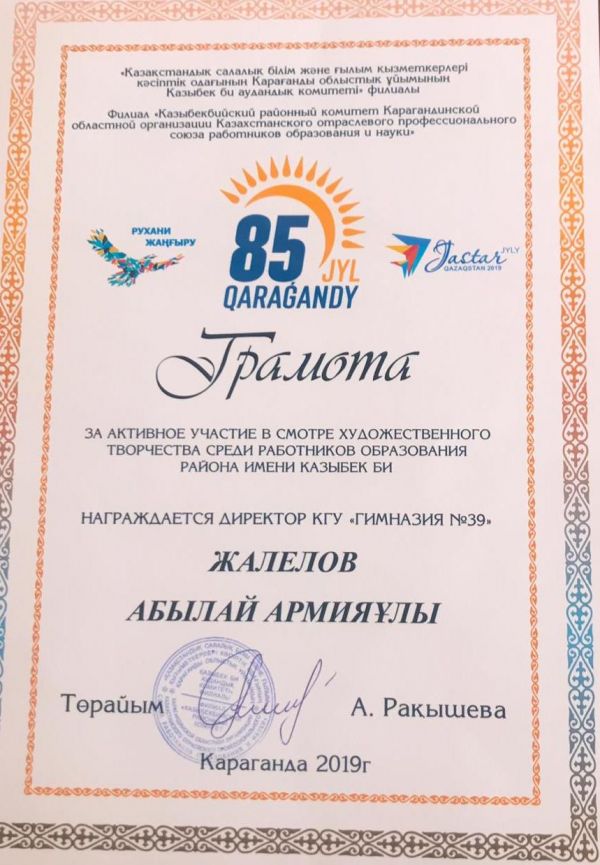 «Казақстандық салалық білім және ғылым қызметкерлері
кәсіптік одағының Қарағанды облыстық ұйымының
Казыбек би аудандық комитеті» филиалы
Филиал «Казыбекбийский районный комитет Карагандинской
областной организации Казахстанского отраслевого профессионального
союза работников образования и науки»
РУХАНИ
ЖАҢҒЫРУ
85
JYL
QARAǴANDY
Jastar JYLY
QAZAQSTAN 2019
Грамота
ЗА АКТИВНОЕ УЧАСТИЕ В СМОТРЕ ХУДОЖЕСТВЕННОГО
ТВОРЧЕСТВА СРЕДИ РАБОТНИКОВ ОБРАЗОВАНИЯ
РАЙОНА ИМЕНИ КАЗЫБЕК БИ
НАГРАЖДАЕТСЯ ДИРЕКТОР КГУ «ГИМНАЗИЯ №39»
ЖАЛЕЛОВ
АБЫЛАЙ АРМИЯҰЛЫ
Төрайым
А. Рақышева
Караганда 2019г